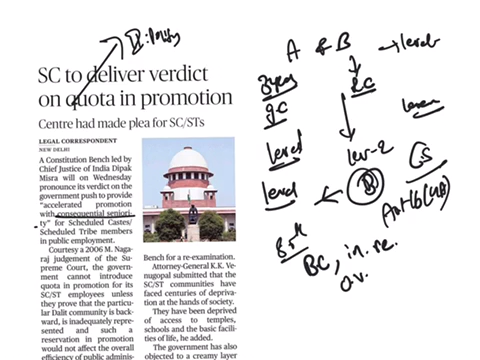 SC to deliver verdict
on quota in promotion
Centre had made plea for SC/STs
LEGAL CORRESPONDENT
NEW DELHI
A Constitution Bench led by
Chief Justice of India Dipak
Misra will on Wednesday
pronounce its verdict on the
government push to provide
“accelerated promotion
with consequential seniori-
ty” for Scheduled Castes/
Scheduled Tribe members
in public employment.
Courtesy a 2006 M. Naga-
raj judgement of the Su-
preme Court, the govern-
ment cannot introduce
quota in promotion for its
SC/ST employees unless
they prove that the particu-
lar Dalit community is back-
ward, is inadequately repre-
sented and such a
reservation in promotion
would not affect the overall
efficiency of public adminis-
Bench for a re-examination.
Attorney-General K.K. Ve-
nugopal submitted that the
SC/ST communities have
faced centuries of depriva-
tion at the hands of society.
They have been deprived
of access to temples,
schools and the basic facili-
ties of life, he added.
The government has also
objected to a creamy layer
A & B
level
SC
GC
level
lev-2
level
B
CS
Art 16(4A)
BC, in. re.